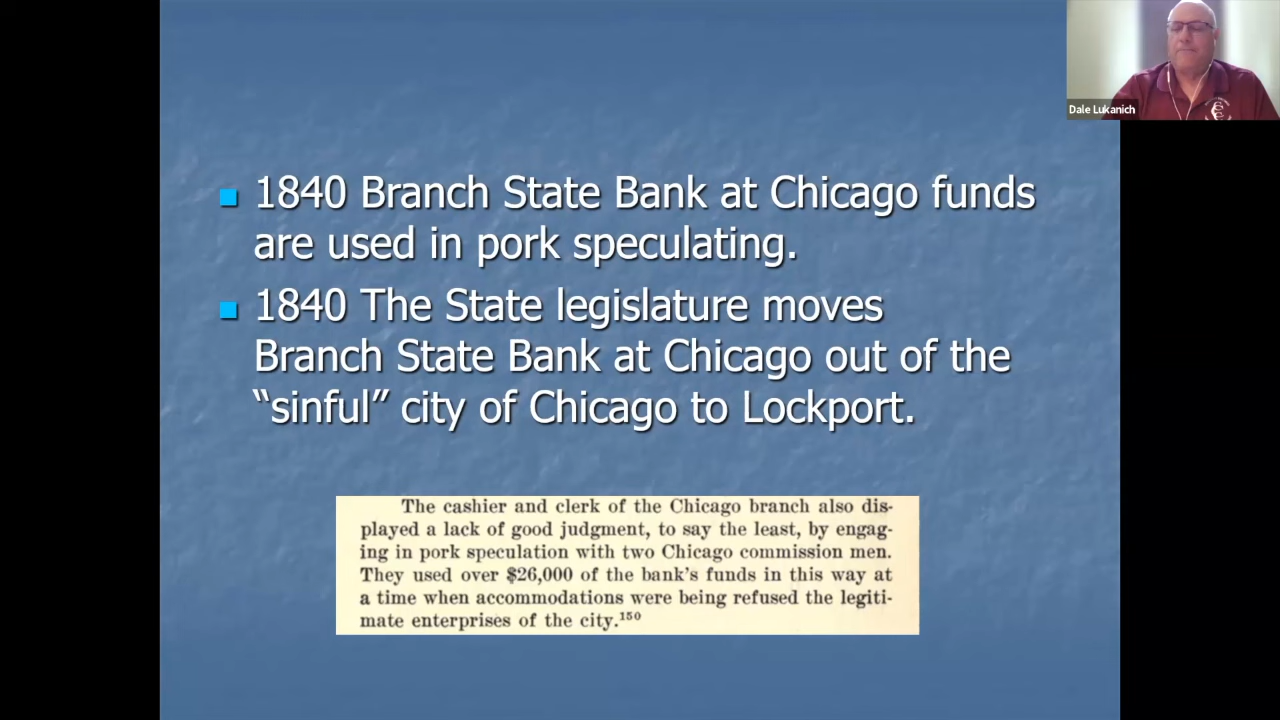 Dale Lukanich
1840 Branch State Bank at Chicago funds
are used in pork speculating.
1840 The State legislature moves
Branch State Bank at Chicago out of the
“sinful” city of Chicago to Lockport.
The cashier and clerk of the Chicago branch also dis-
played a lack of good judgment, to say the least, by engag-
ing in pork speculation with two Chicago commission men.
They used over $26,000 of the bank's funds in this way at
a time when accommodations were being refused the legiti-
mate enterprises of the city.¹⁵⁰